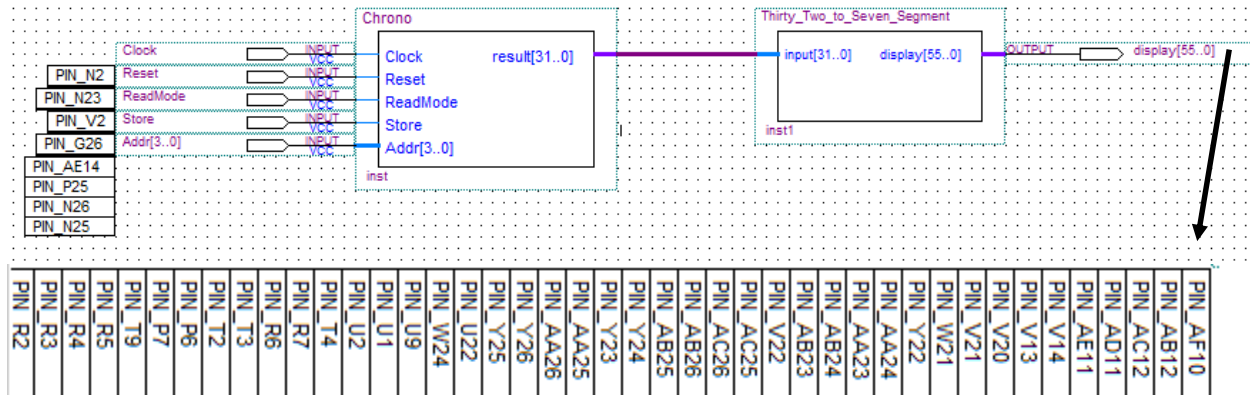 Chrono
Thirty_Two_to_Seven_Segment
Clock
INPUT
VCC
Clock
result[31..0]
input[31..0]
display[55..0]
OUTPUT
display[55..0]
PIN_N2
Reset
INPUT
VCC
Reset
PIN_N23
ReadMode
INPUT
VCC
ReadMode
PIN_V2
Store
INPUT
VCC
Store
inst1
PIN_G26
Addr[3..0]
INPUT
VCC
Addr[3..0]
PIN_AE14
inst
PIN_P25
PIN_N26
PIN_N25
PIN_R2
PIN_R3
PIN_R4
PIN_R5
PIN_T9
PIN_P7
PIN_P6
PIN_T2
PIN_T3
PIN_R6
PIN_R7
PIN_T4
PIN_U2
PIN_U1
PIN_U9
PIN_W24
PIN_U22
PIN_Y25
PIN_Y26
PIN_AA26
PIN_AA25
PIN_Y23
PIN_Y24
PIN_AB25
PIN_AB26
PIN_AC26
PIN_AC25
PIN_V22
PIN_AB23
PIN_AB24
PIN_AA23
PIN_AA24
PIN_Y22
PIN_W21
PIN_V21
PIN_V20
PIN_V13
PIN_V14
PIN_AE11
PIN_AD11
PIN_AC12
PIN_AB12
PIN_AF10